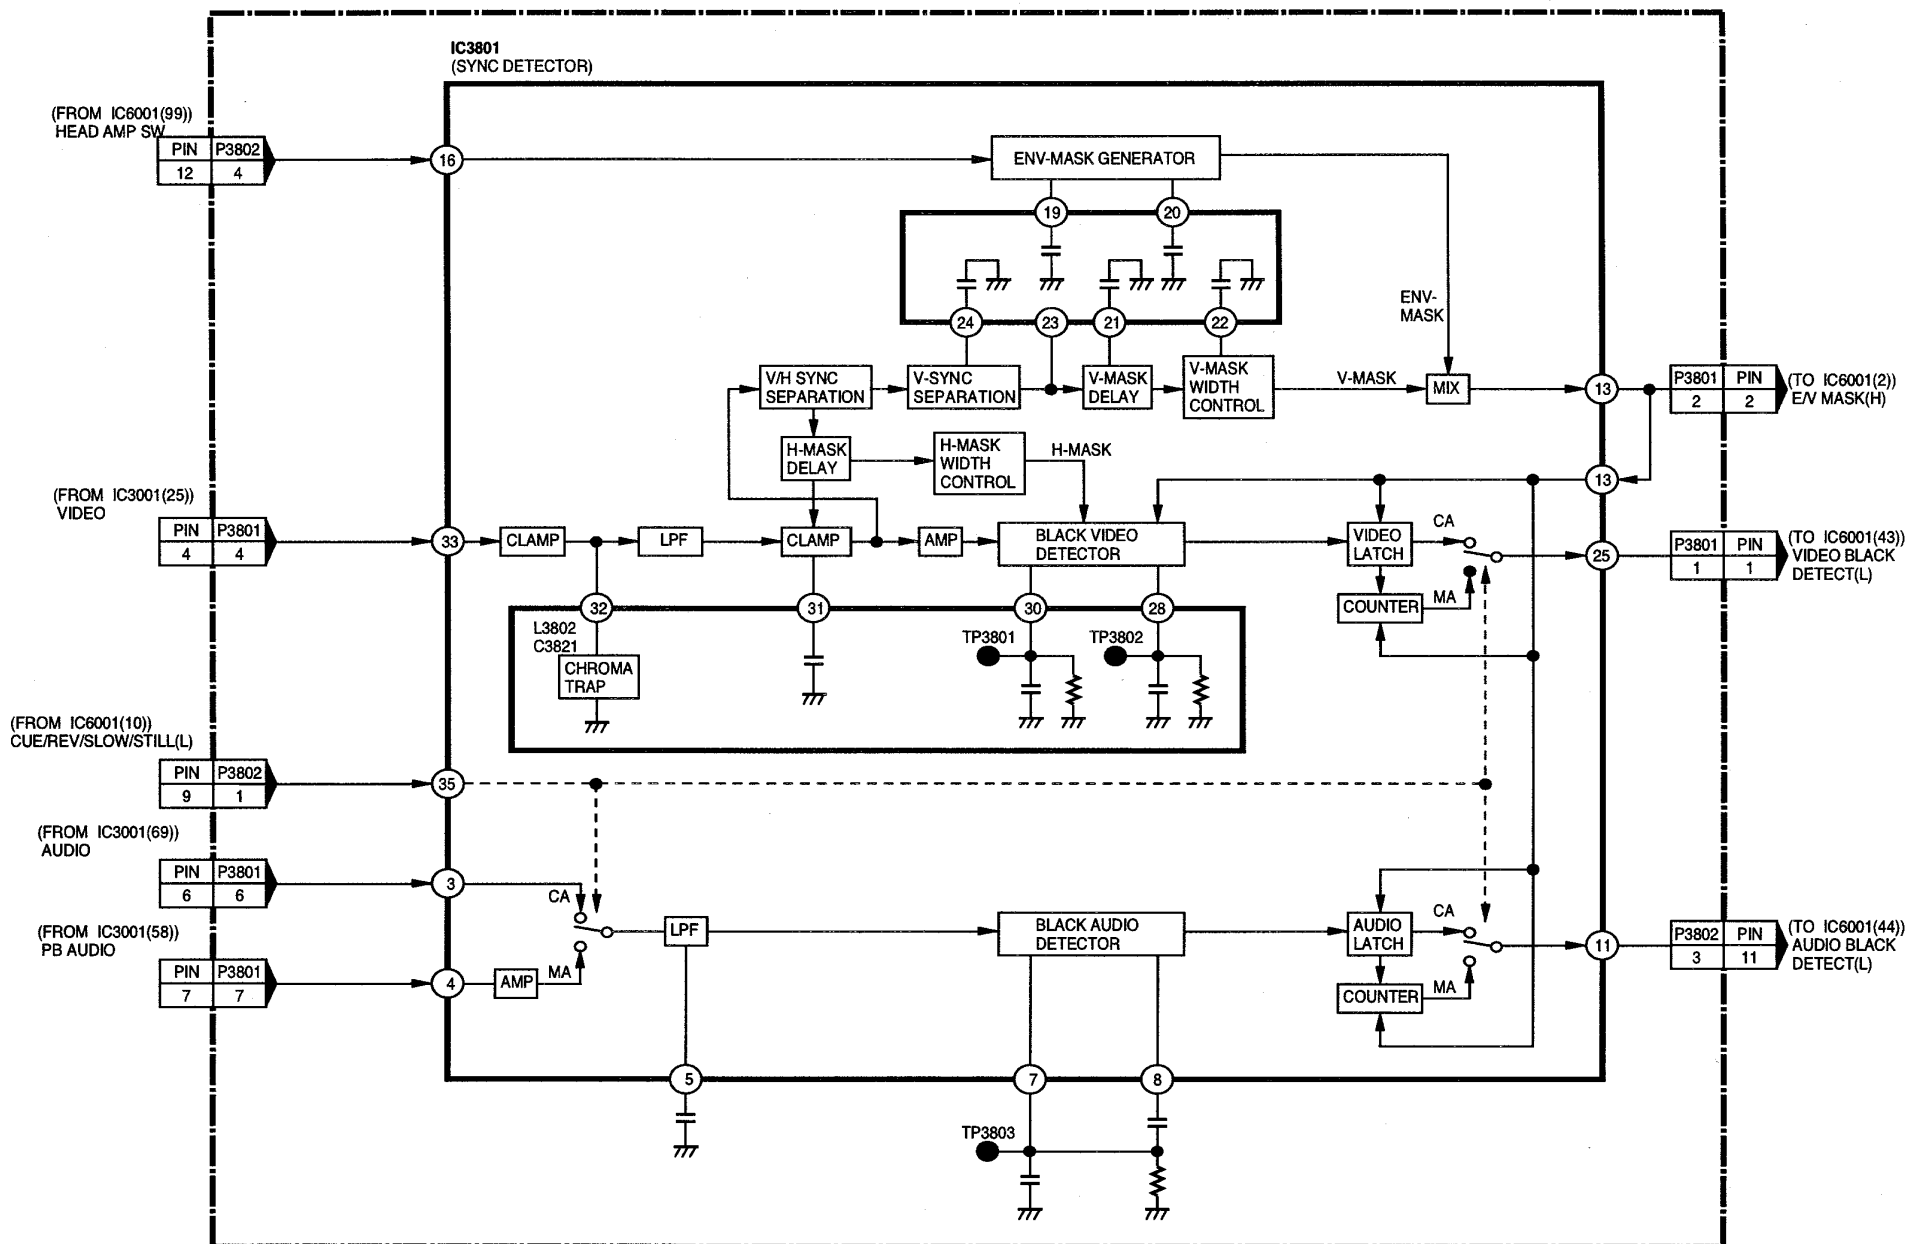 IC3801
(SYNC DETECTOR)
(FROM IC6001(99))
HEAD AMP SW
PIN P3802
12 4
16
ENV-MASK GENERATOR
19 20
24 23 21 22
ENV-
MASK
V/H SYNC
SEPARATION
V-SYNC
SEPARATION
V-MASK
DELAY
V-MASK
WIDTH
CONTROL
V-MASK
MIX
13
P3801 PIN
2 2
(TO IC6001(2))
E/V MASK(H)
H-MASK
DELAY
H-MASK
WIDTH
CONTROL
H-MASK
13
(FROM IC3001(25))
VIDEO
PIN P3801
4 4
33
CLAMP
LPF
CLAMP
AMP
BLACK VIDEO
DETECTOR
VIDEO
LATCH
CA
COUNTER
MA
25
P3801 PIN
1 1
(TO IC6001(43))
VIDEO BLACK
DETECT(L)
32 31 30 28
L3802
C3821
CHROMA
TRAP
TP3801
TP3802
(FROM IC6001(10))
CUE/REV/SLOW/STILL(L)
PIN P3802
9 1
35
(FROM IC3001(69))
AUDIO
PIN P3801
6 6
3
CA
(FROM IC3001(58))
PB AUDIO
PIN P3801
7 7
4
AMP
MA
LPF
BLACK AUDIO
DETECTOR
AUDIO
LATCH
CA
COUNTER
MA
11
P3802 PIN
3 11
(TO IC6001(44))
AUDIO BLACK
DETECT(L)
5 7 8
TP3803